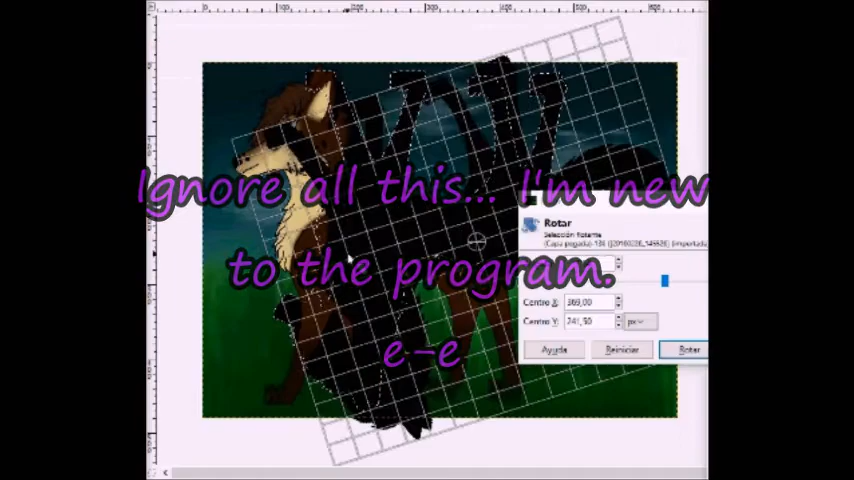 Ignore all this... I'm new
to the program.
e-e
Rotar
Selección flotante
Centro X: 369,00
Centro Y: 241,50
px
Ayuda
Reiniciar
Rotar